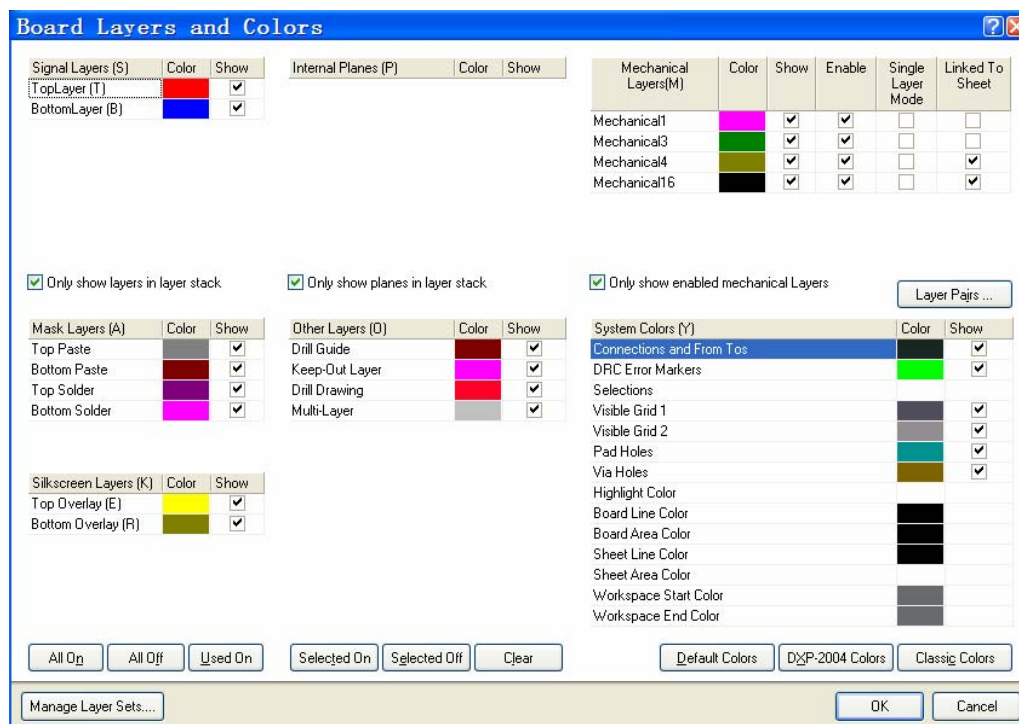 Board Layers and Colors
Signal Layers (S) Color Show
TopLayer (T)
BottomLayer (B)
Internal Planes (P) Color Show
Mechanical Layers(M) Color Show Enable Single Layer Mode Linked To Sheet
Mechanical1
Mechanical3
Mechanical4
Mechanical16
Only show layers in layer stack
Only show planes in layer stack
Only show enabled mechanical Layers
Layer Pairs ...
Mask Layers (A) Color Show
Top Paste
Bottom Paste
Top Solder
Bottom Solder
Other Layers (O) Color Show
Drill Guide
Keep-Out Layer
Drill Drawing
Multi-Layer
System Colors (Y) Color Show
Connections and From Tos
DRC Error Markers
Selections
Visible Grid 1
Visible Grid 2
Pad Holes
Via Holes
Highlight Color
Board Line Color
Board Area Color
Sheet Line Color
Sheet Area Color
Workspace Start Color
Workspace End Color
Silkscreen Layers (K) Color Show
Top Overlay (E)
Bottom Overlay (R)
All On All Off Used On Selected On Selected Off Clear Default Colors DXP-2004 Colors Classic Colors
Manage Layer Sets.... OK Cancel